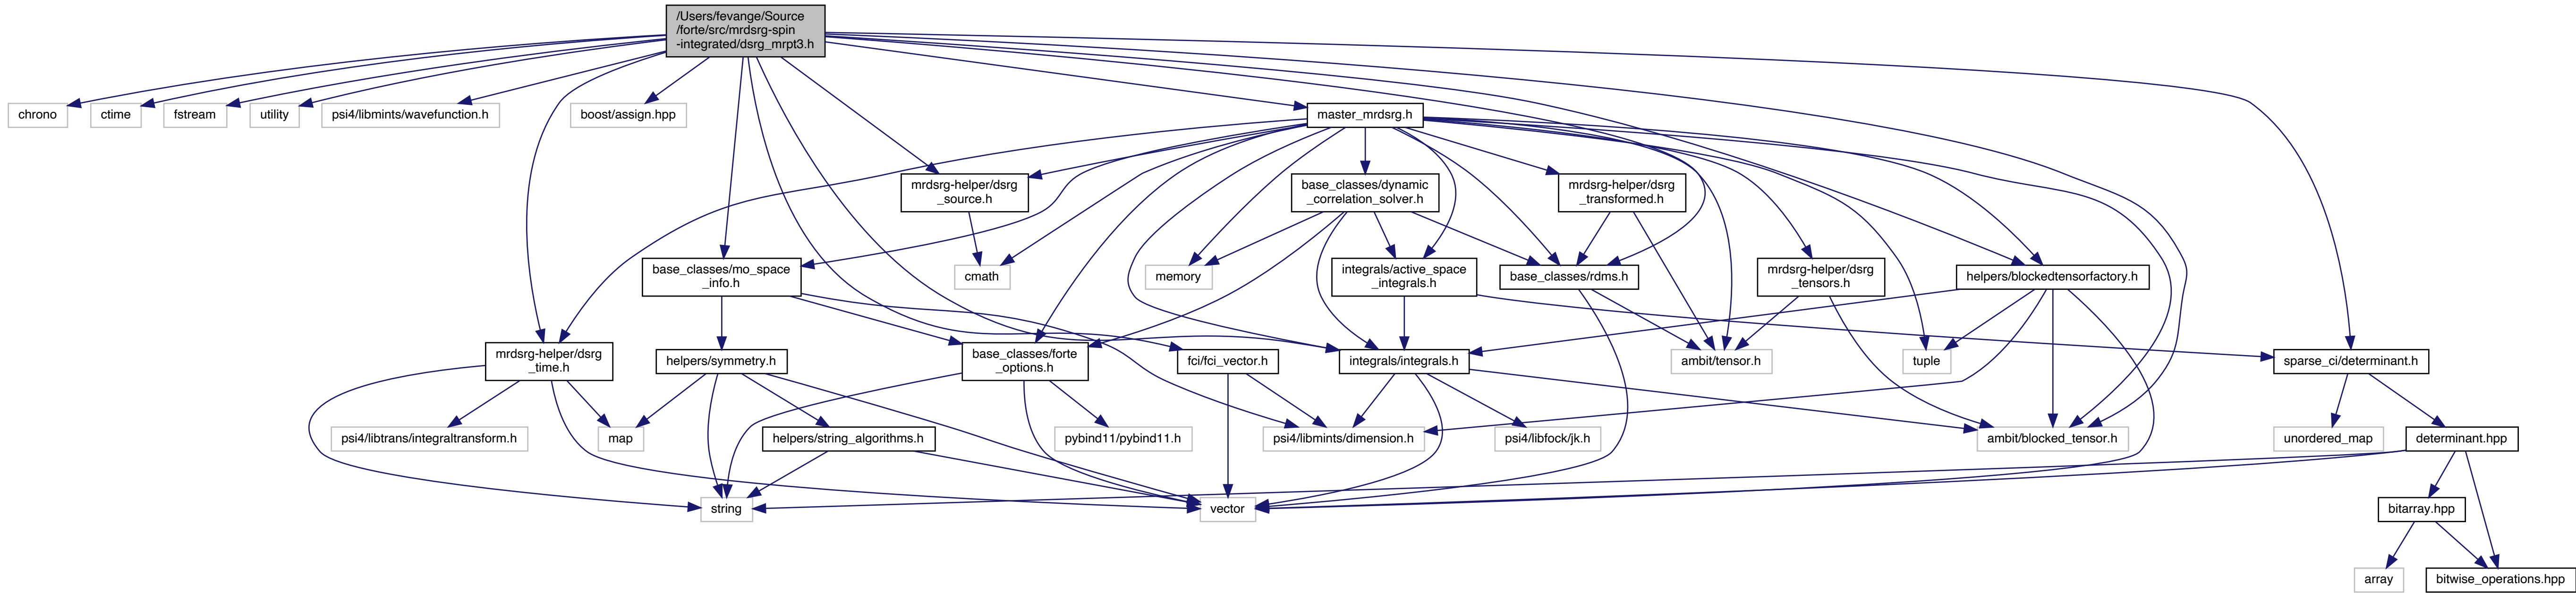 /Users/fevange/Source
/forte/src/mrdsrg-spin
-integrated/dsrg_mrpt3.h
chrono
ctime
fstream
utility
psi4/libmints/wavefunction.h
boost/assign.hpp
master_mrdsrg.h
mrdsrg-helper/dsrg
_source.h
base_classes/dynamic
_correlation_solver.h
mrdsrg-helper/dsrg
_transformed.h
base_classes/mo_space
_info.h
cmath
memory
integrals/active_space
_integrals.h
base_classes/rdms.h
mrdsrg-helper/dsrg
_tensors.h
helpers/blockedtensorfactory.h
mrdsrg-helper/dsrg
_time.h
helpers/symmetry.h
base_classes/forte
_options.h
fci/fci_vector.h
integrals/integrals.h
ambit/tensor.h
tuple
sparse_ci/determinant.h
psi4/libtrans/integraltransform.h
map
helpers/string_algorithms.h
pybind11/pybind11.h
psi4/libmints/dimension.h
psi4/libfock/jk.h
ambit/blocked_tensor.h
unordered_map
determinant.hpp
string
vector
bitarray.hpp
array
bitwise_operations.hpp